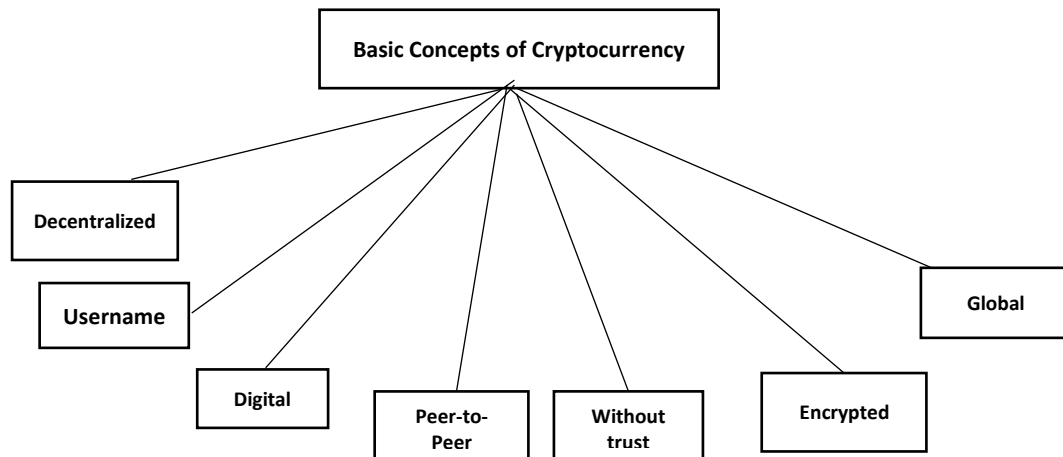 Basic Concepts of Cryptocurrency
Decentralized
Username
Digital
Peer-to-
Peer
Without
trust
Encrypted
Global